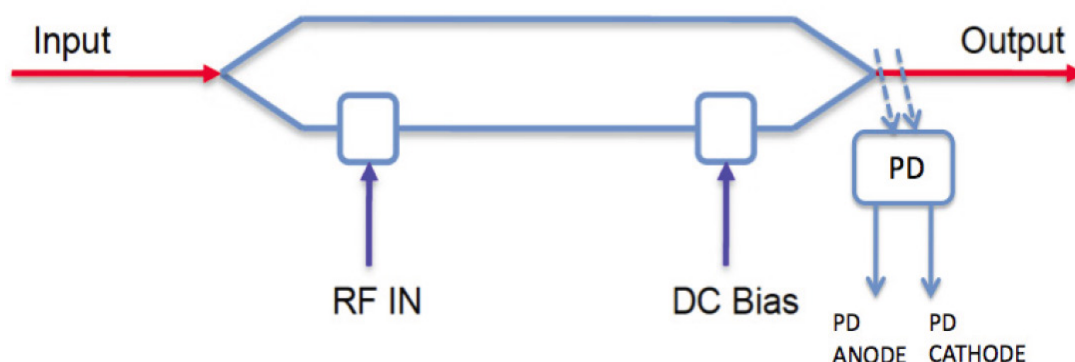 Input
Output
PD
RF IN
DC Bias
PD PD
ANODE CATHODE